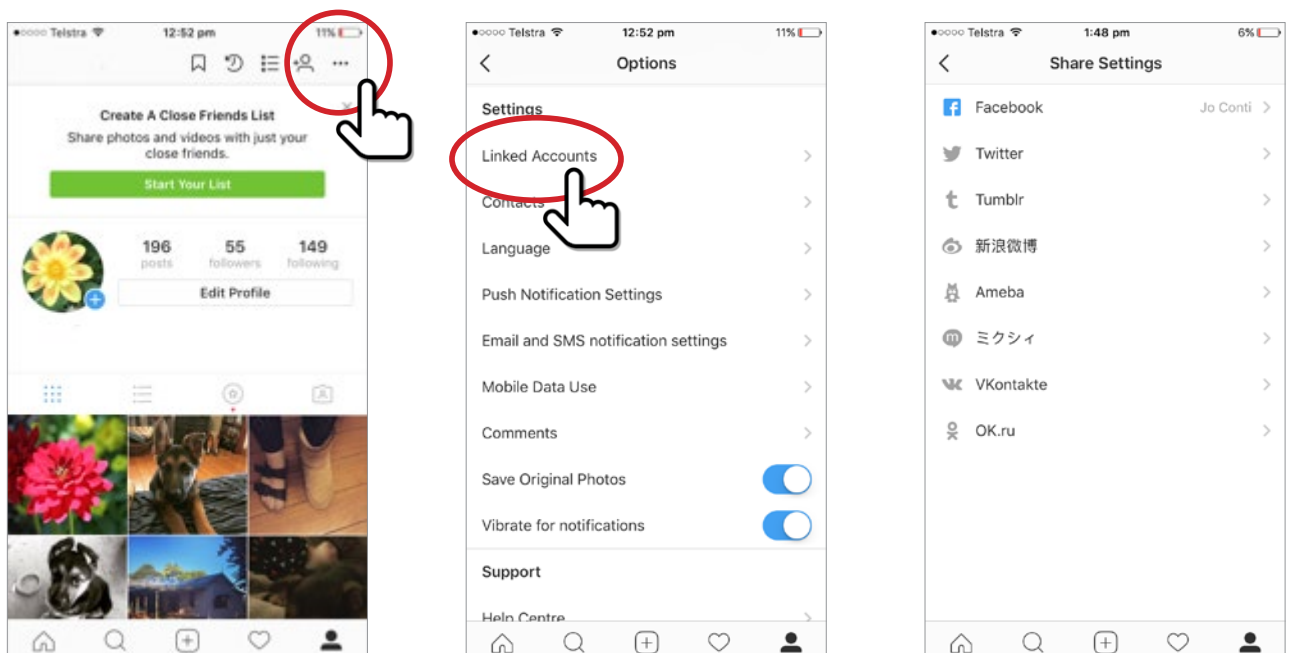 Telstra 12:52 pm 11%
Create A Close Friends List
Share photos and videos with just your
close friends.
Start Your List
196 55 149
posts followers following
Edit Profile
Telstra 12:52 pm 11%
Options
Settings
Linked Accounts
Contacts
Language
Push Notification Settings
Email and SMS notification settings
Mobile Data Use
Comments
Save Original Photos
Vibrate for notifications
Support
Help Centre
Telstra 1:48 pm 6%
Share Settings
Facebook Jo Conti
Twitter
Tumblr
新浪微博
Ameba
ミクシィ
VKontakte
OK.ru